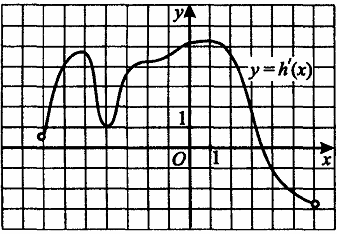 y
y = h'(x)
1
O 1 x